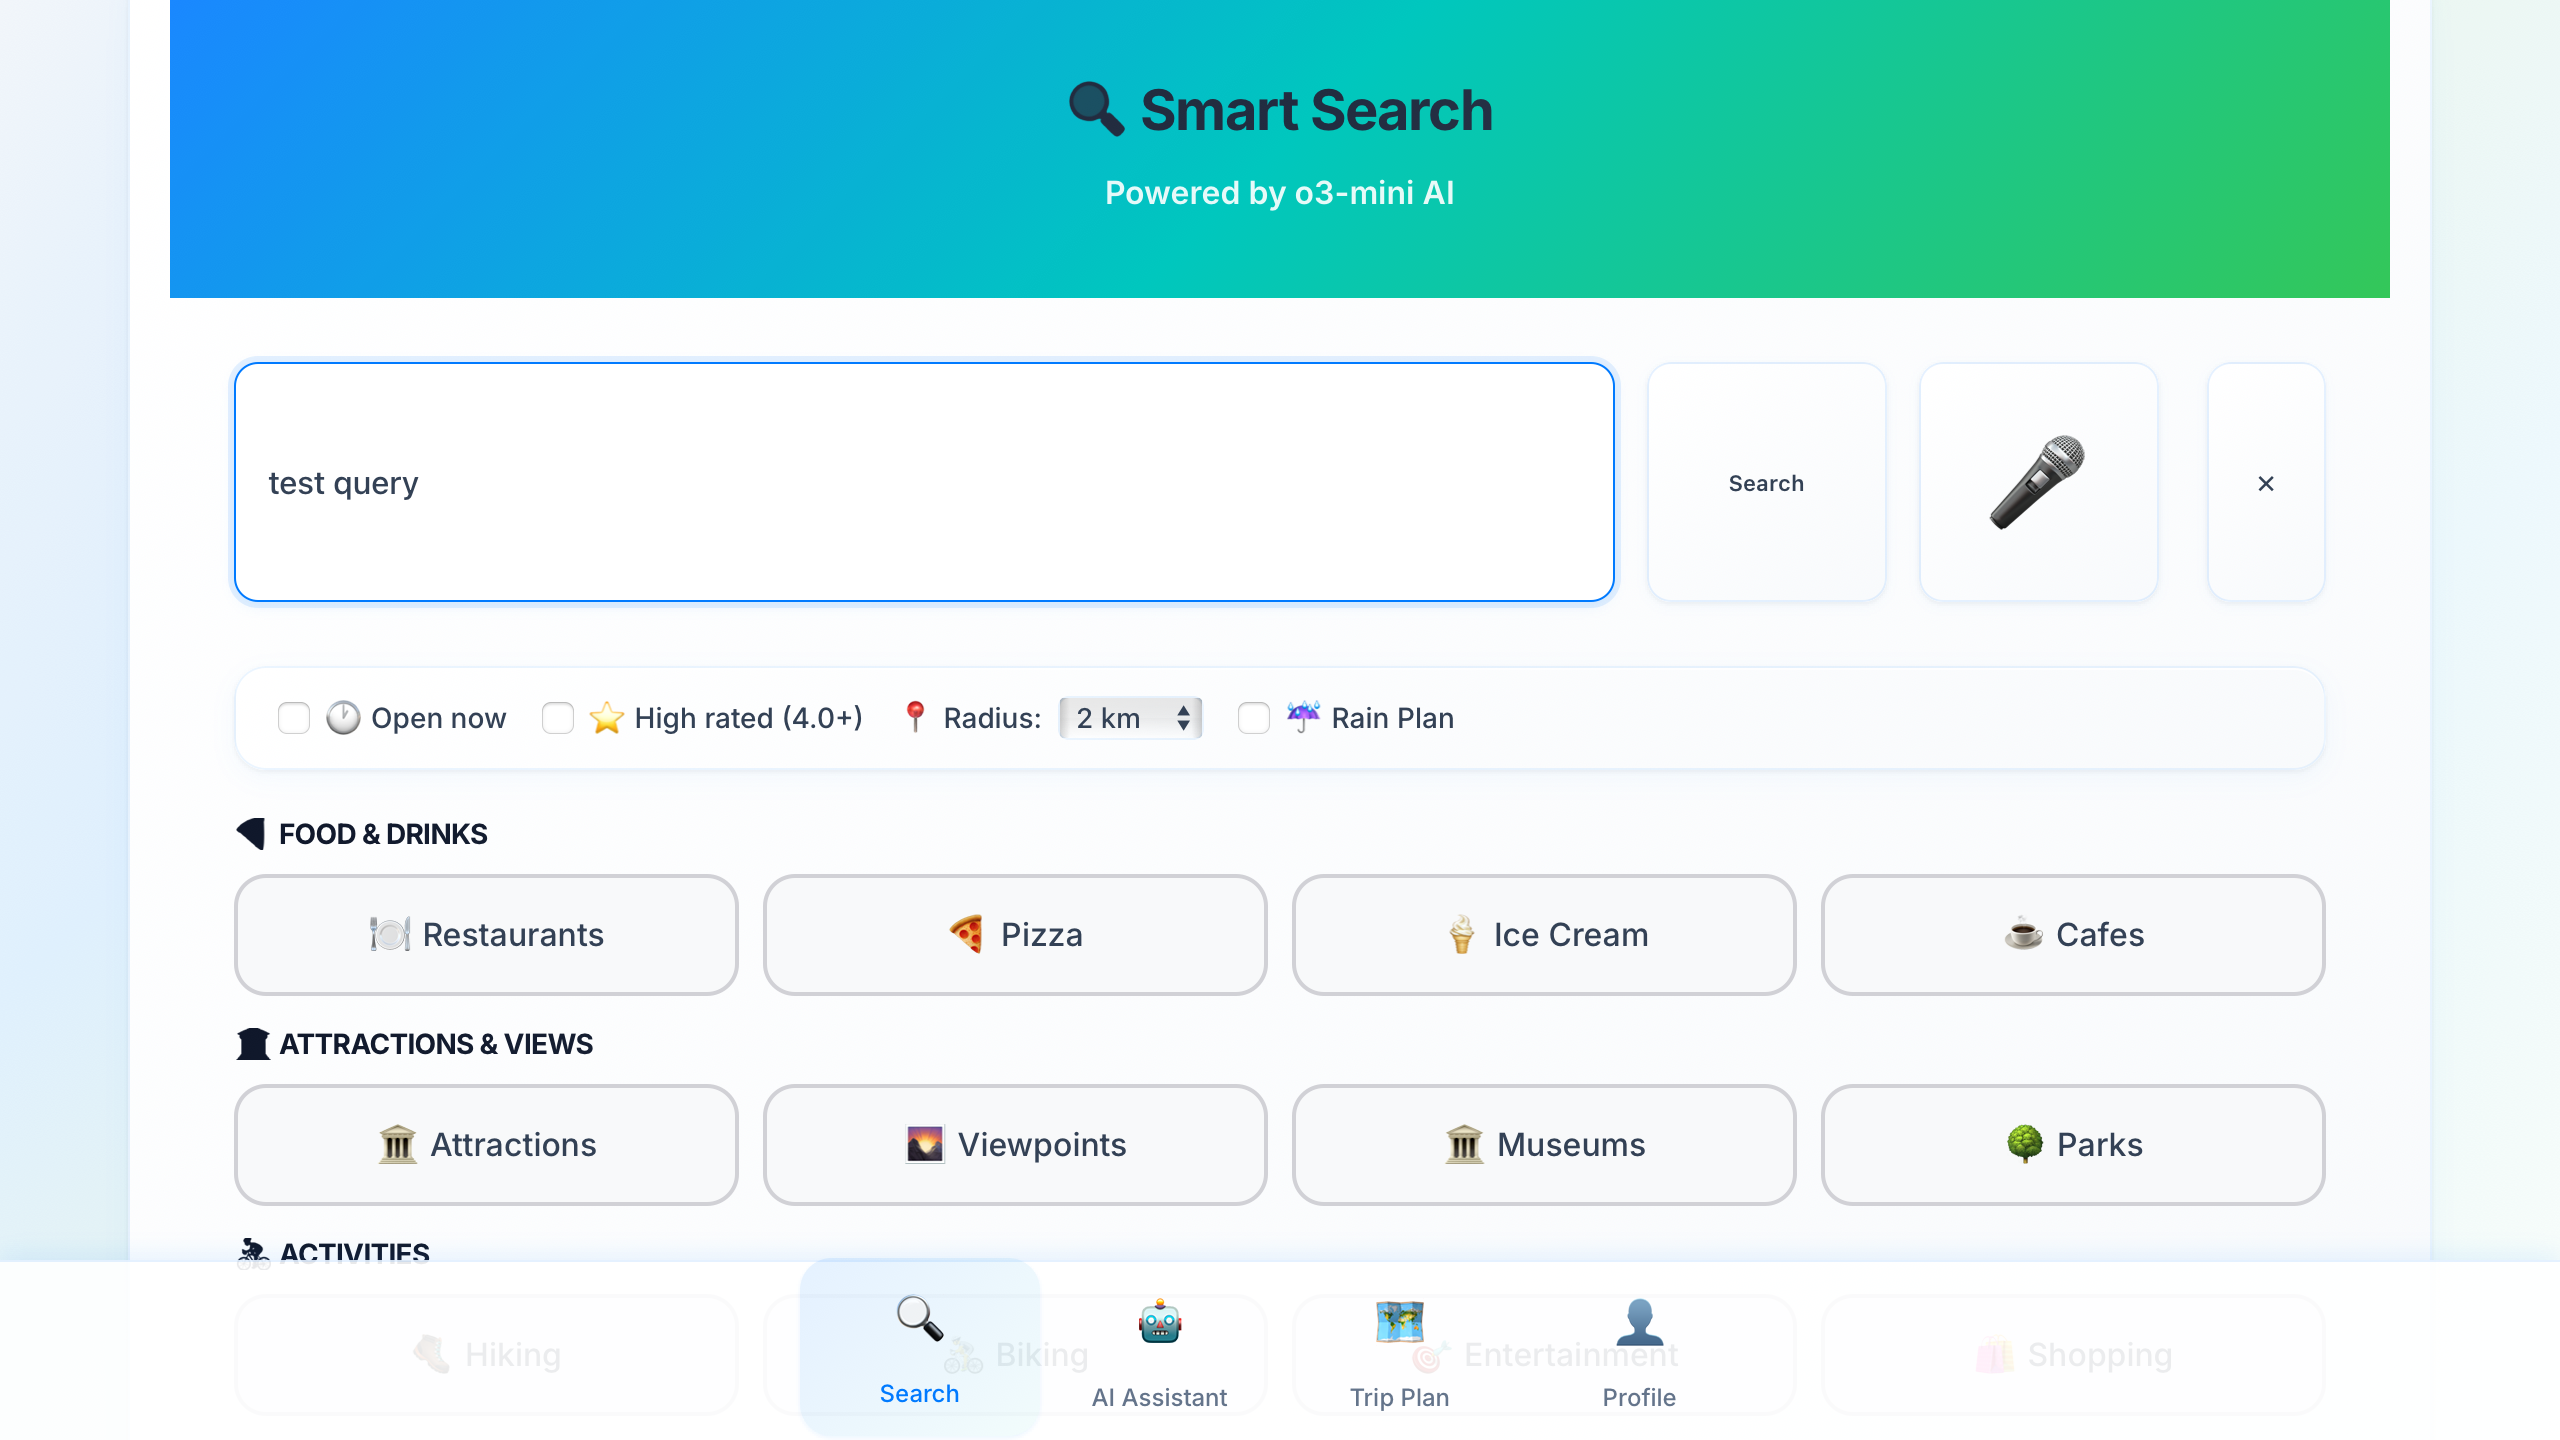 Smart Search
Powered by o3-mini AI
test query
Search
×
Open now
High rated (4.0+)
Radius:
2 km
Rain Plan
FOOD & DRINKS
Restaurants
Pizza
Ice Cream
Cafes
ATTRACTIONS & VIEWS
Attractions
Viewpoints
Museums
Parks
ACTIVITIES
Hiking
Biking
Entertainment
Shopping
Search
AI Assistant
Trip Plan
Profile